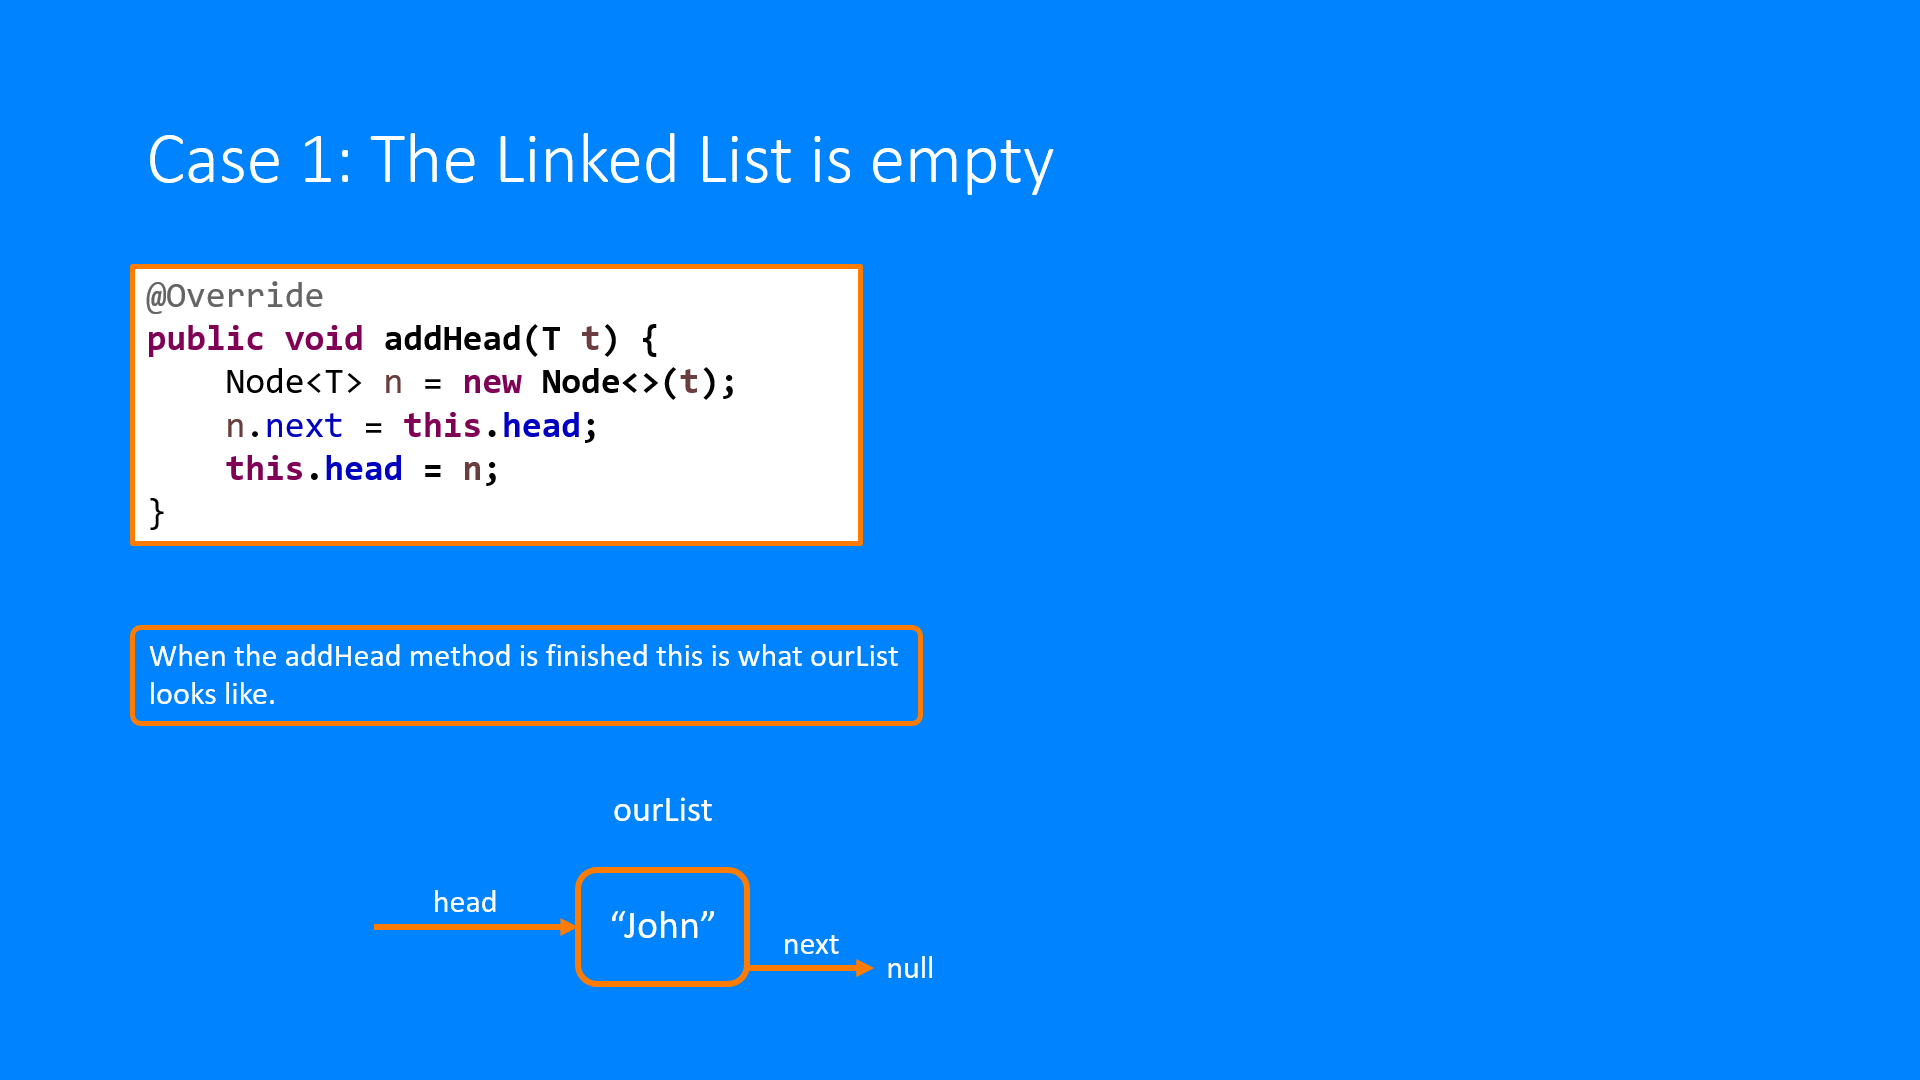 Case 1: The Linked List is empty
@Override
public void addHead(T t) {
    Node<T> n = new Node<>(t);
    n.next = this.head;
    this.head = n;
}
When the addHead method is finished this is what ourList
looks like.
ourList
head
“John”
next
null